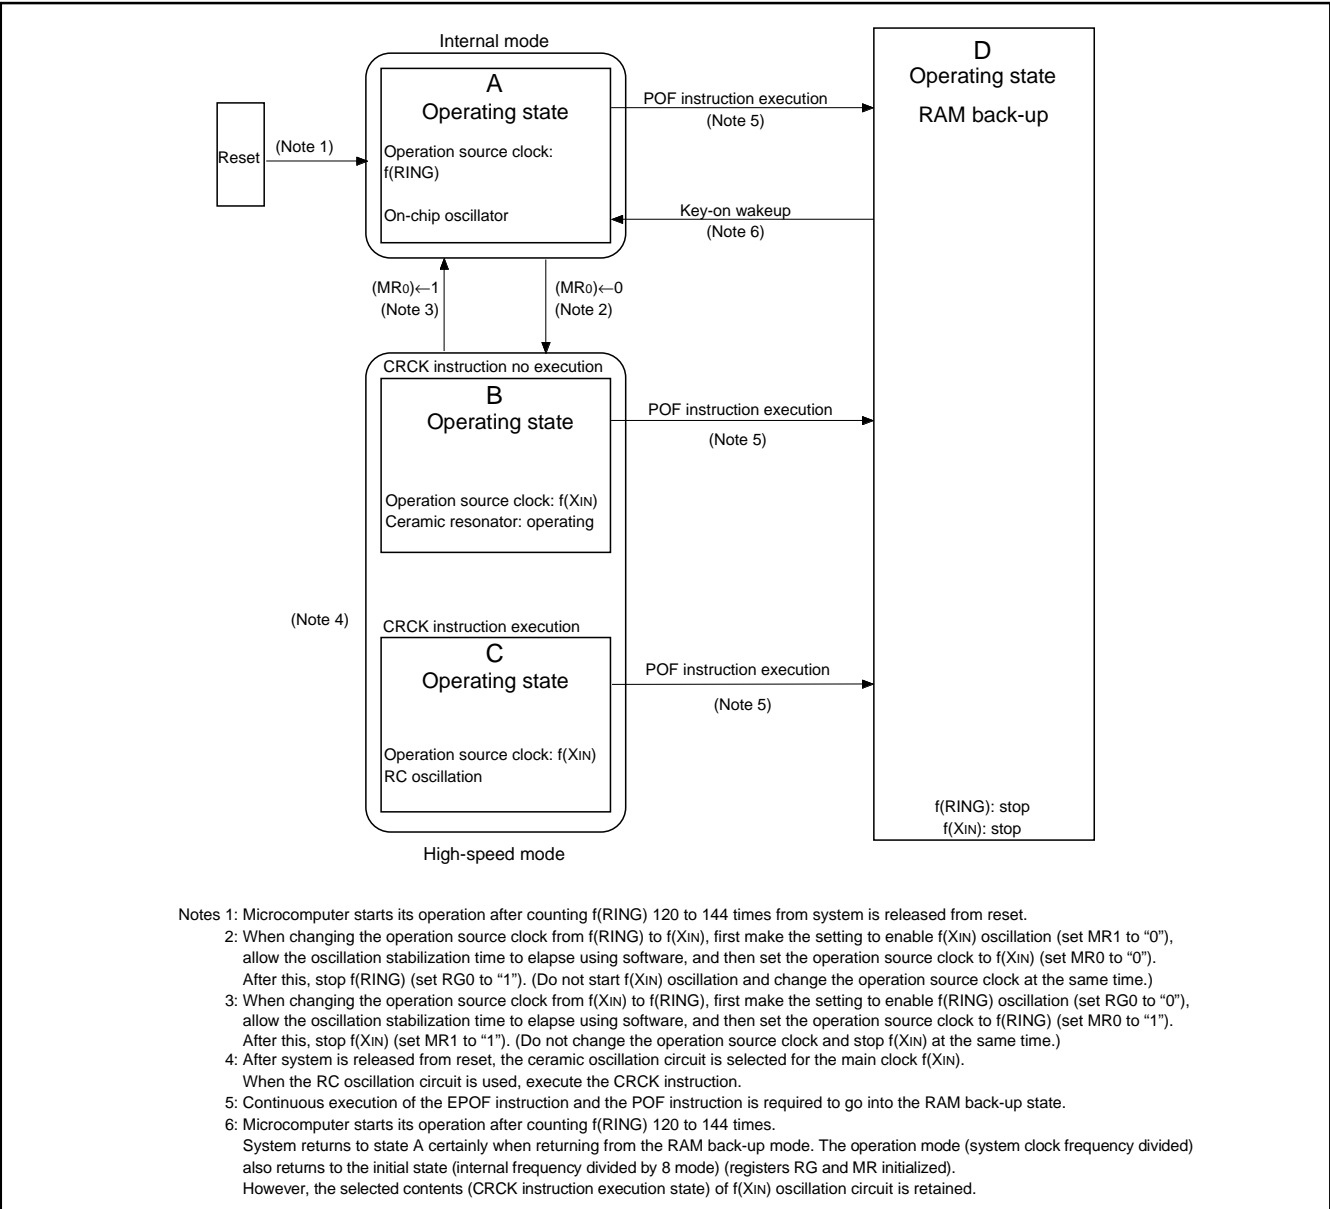 Internal mode
A
Operating state
Operation source clock:
f(RING)
On-chip oscillator
Reset
(Note 1)
POF instruction execution
(Note 5)
Key-on wakeup
(Note 6)
D
Operating state
RAM back-up
(MR0)←1
(Note 3)
(MR0)←0
(Note 2)
CRCK instruction no execution
B
Operating state
Operation source clock: f(XIN)
Ceramic resonator: operating
POF instruction execution
(Note 5)
(Note 4)
CRCK instruction execution
C
Operating state
Operation source clock: f(XIN)
RC oscillation
POF instruction execution
(Note 5)
f(RING): stop
f(XIN): stop
High-speed mode
Notes 1: Microcomputer starts its operation after counting f(RING) 120 to 144 times from system is released from reset.
2: When changing the operation source clock from f(RING) to f(XIN), first make the setting to enable f(XIN) oscillation (set MR1 to “0”),
allow the oscillation stabilization time to elapse using software, and then set the operation source clock to f(XIN) (set MR0 to “0”).
After this, stop f(RING) (set RG0 to “1”). (Do not start f(XIN) oscillation and change the operation source clock at the same time.)
3: When changing the operation source clock from f(XIN) to f(RING), first make the setting to enable f(RING) oscillation (set RG0 to “0”),
allow the oscillation stabilization time to elapse using software, and then set the operation source clock to f(RING) (set MR0 to “1”).
After this, stop f(XIN) (set MR1 to “1”). (Do not change the operation source clock and stop f(XIN) at the same time.)
4: After system is released from reset, the ceramic oscillation circuit is selected for the main clock f(XIN).
When the RC oscillation circuit is used, execute the CRCK instruction.
5: Continuous execution of the EPOF instruction and the POF instruction is required to go into the RAM back-up state.
6: Microcomputer starts its operation after counting f(RING) 120 to 144 times.
System returns to state A certainly when returning from the RAM back-up mode. The operation mode (system clock frequency divided)
also returns to the initial state (internal frequency divided by 8 mode) (registers RG and MR initialized).
However, the selected contents (CRCK instruction execution state) of f(XIN) oscillation circuit is retained.